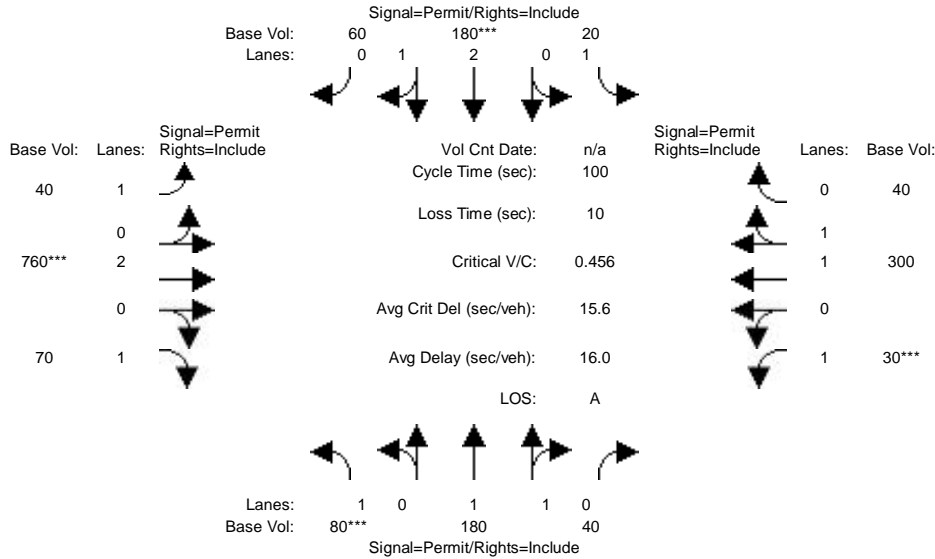 Signal=Permit/Rights=Include
Base Vol: 60 180*** 20
Lanes: 0 1 2 0 1
Signal=Permit
Base Vol: Lanes: Rights=Include
Vol Cnt Date: n/a
Signal=Permit
Rights=Include Lanes: Base Vol:
Cycle Time (sec): 100
40 1
0 40
Loss Time (sec): 10
0
1
760*** 2
Critical V/C: 0.456
1 300
0
Avg Crit Del (sec/veh): 15.6
0
70 1
Avg Delay (sec/veh): 16.0
1 30***
LOS: A
Lanes: 1 0 1 1 0
Base Vol: 80*** 180 40
Signal=Permit/Rights=Include